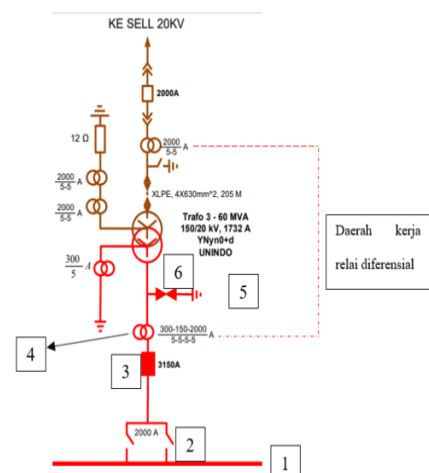 KE SELL 20KV
2000A
12 Ω
2000
5-5 A
2000
5-5 A
2000
5-5 A
XLPE, 4X630mm^2, 205 M
Trafo 3 - 60 MVA
150/20 kV, 1732 A
YNyn0+d
UNINDO
Daerah kerja
relai diferensial
300
5 A
6
5
4
300-150-2000
5-5-5-5 A
3
3150A
2000 A
2
1